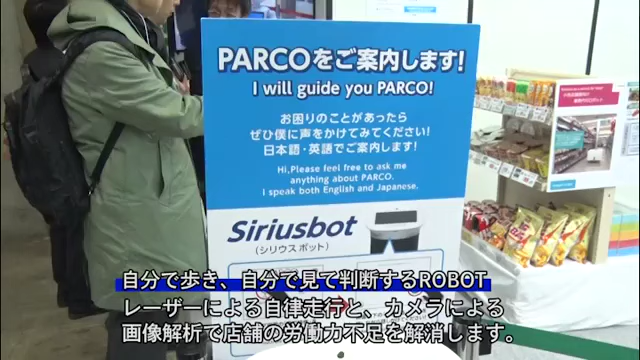 PARCOをご案内します!
I will guide you PARCO!
お困りのことがあったら
ぜひ僕に声をかけてみてください!
日本語・英語でご案内します!
Hi,Please feel free to ask me
anything about PARCO.
I speak both English and Japanese.
Siriusbot
(シリウス ボット)
自分で歩き、自分で見て判断するROBOT
レーザーによる自律走行と、カメラによる
画像解析で店舗の労働力不足を解消します。